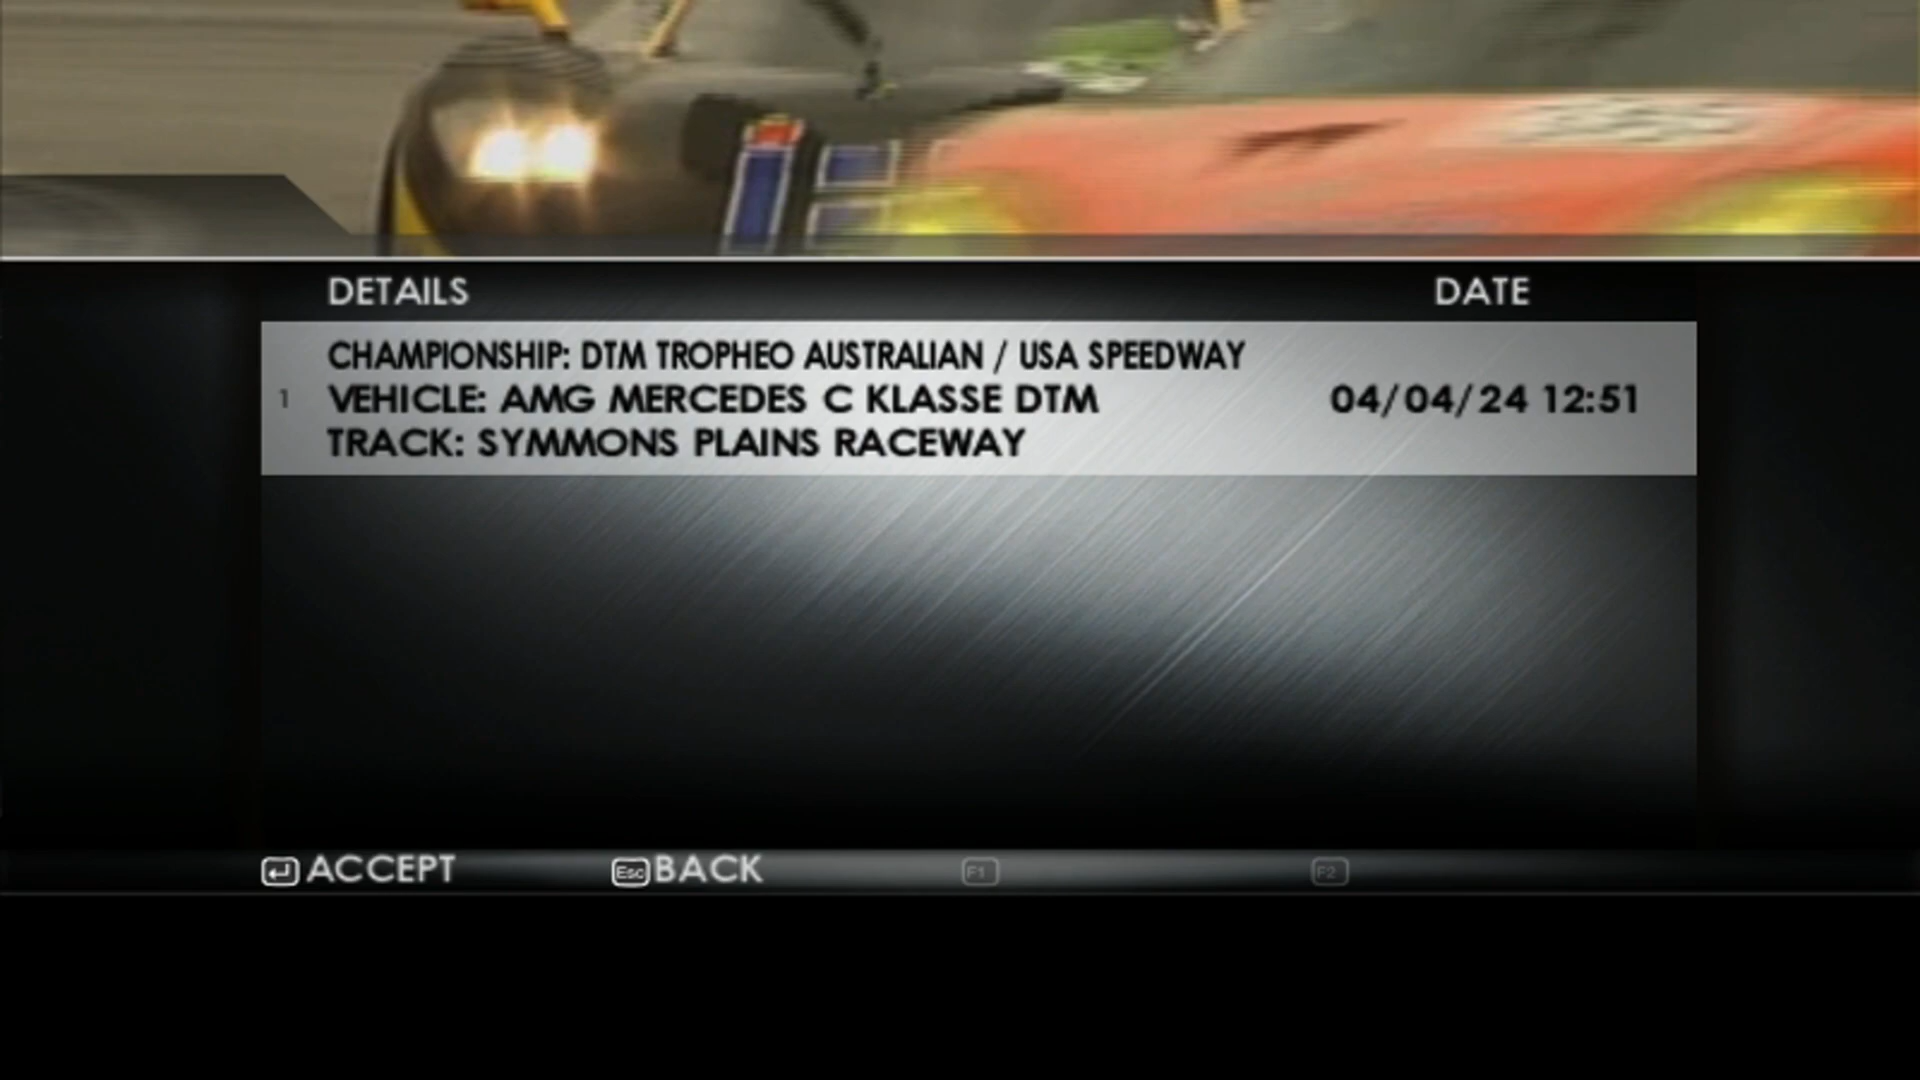 DETAILS DATE
CHAMPIONSHIP: DTM TROPHEO AUSTRALIAN / USA SPEEDWAY
1 VEHICLE: AMG MERCEDES C KLASSE DTM 04/04/24 12:51
TRACK: SYMMONS PLAINS RACEWAY
ACCEPT Esc BACK F1 F2